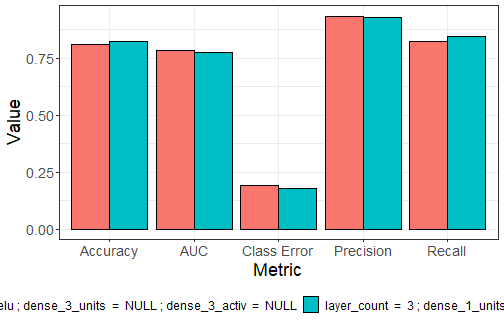 Value
0.75
0.50
0.25
0.00
Accuracy AUC Class Error Precision Recall
Metric
elu ; dense_3_units = NULL ; dense_3_activ = NULL layer_count = 3 ; dense_1_units